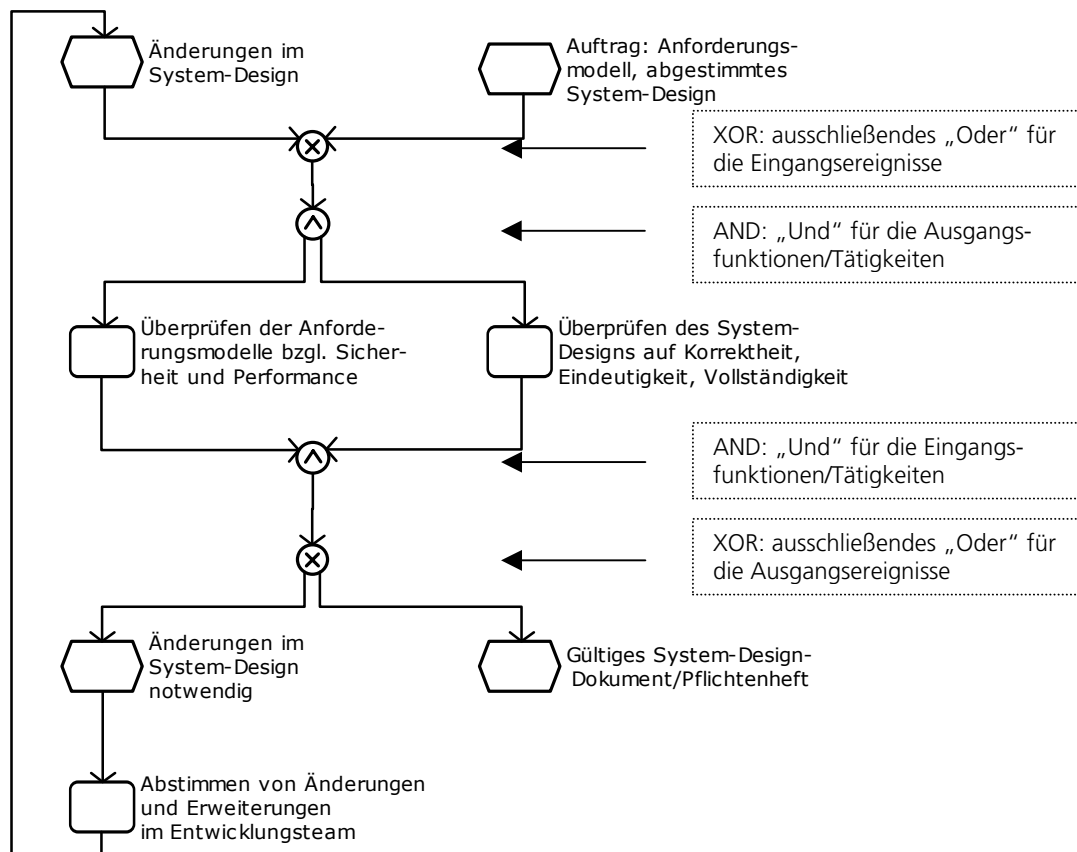 Änderungen im
System-Design
Auftrag: Anforderungs-
modell, abgestimmtes
System-Design
XOR: ausschließendes „Oder“ für
die Eingangsereignisse
AND: „Und“ für die Ausgangs-
funktionen/Tätigkeiten
Überprüfen der Anforde-
rungsmodelle bzgl. Sicher-
heit und Performance
Überprüfen des System-
Designs auf Korrektheit,
Eindeutigkeit, Vollständigkeit
AND: „Und“ für die Eingangs-
funktionen/Tätigkeiten
XOR: ausschließendes „Oder“ für
die Ausgangsereignisse
Änderungen im
System-Design
notwendig
Gültiges System-Design-
Dokument/Pflichtenheft
Abstimmen von Änderungen
und Erweiterungen
im Entwicklungsteam